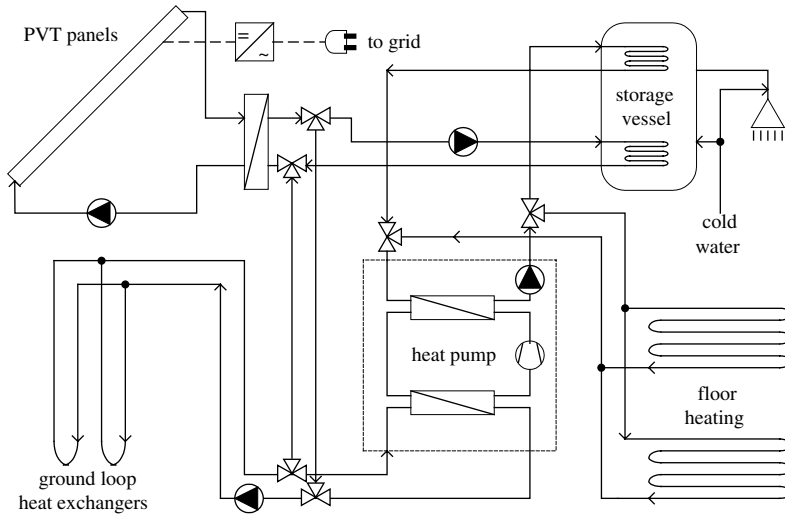 PVT panels
=
~
to grid
storage
vessel
cold
water
heat pump
floor
heating
ground loop
heat exchangers